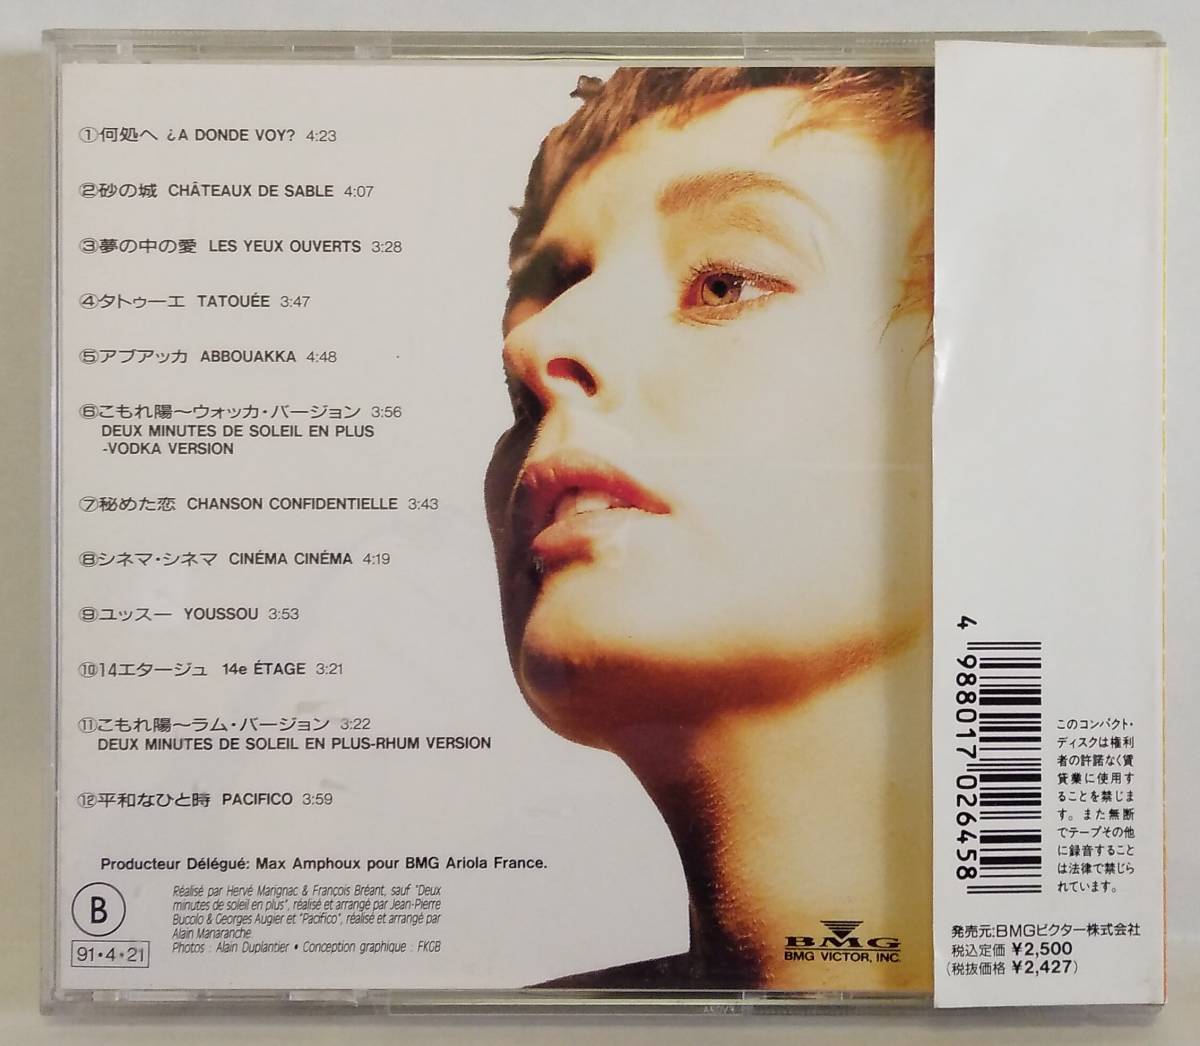 ①何処へ ¿A DONDE VOY? 4:23
②砂の城 CHÂTEAUX DE SABLE 4:07
③夢の中の愛 LES YEUX OUVERTS 3:28
④タトゥーエ TATOUÉE 3:47
⑤アブアッカ ABBOUAKKA 4:48
⑥こもれ陽～ウォッカ・バージョン 3:56
DEUX MINUTES DE SOLEIL EN PLUS
-VODKA VERSION
⑦秘めた恋 CHANSON CONFIDENTIELLE 3:43
⑧シネマ・シネマ CINÉMA CINÉMA 4:19
⑨ユッスー YOUSSOU 3:53
⑩14エタージュ 14e ÉTAGE 3:21
⑪こもれ陽～ラム・バージョン 3:22
DEUX MINUTES DE SOLEIL EN PLUS-RHUM VERSION
⑫平和なひと時 PACIFICO 3:59
Producteur Délégué: Max Amphoux pour BMG Ariola France.
Réalisé par Hervé Marignac & François Bréant, sauf "Deux
minutes de soleil en plus", réalisé et arrangé par Jean-Pierre
Bucolo & Georges Augier et "Pacifico", réalisé et arrangé par
Alain Manaranche.
Photos : Alain Duplantier • Conception graphique : FKGB
B
91・4・21
BMG
BMG VICTOR, INC.
4 988017 026458
このコンパクト・
ディスクは権利
者の許諾なく賃
貸業に使用す
ることを禁じま
す。また無断
でテープその他
に録音すること
は法律で禁じら
れています。
発売元:BMGビクター株式会社
税込定価 ¥2,500
(税抜価格 ¥2,427)